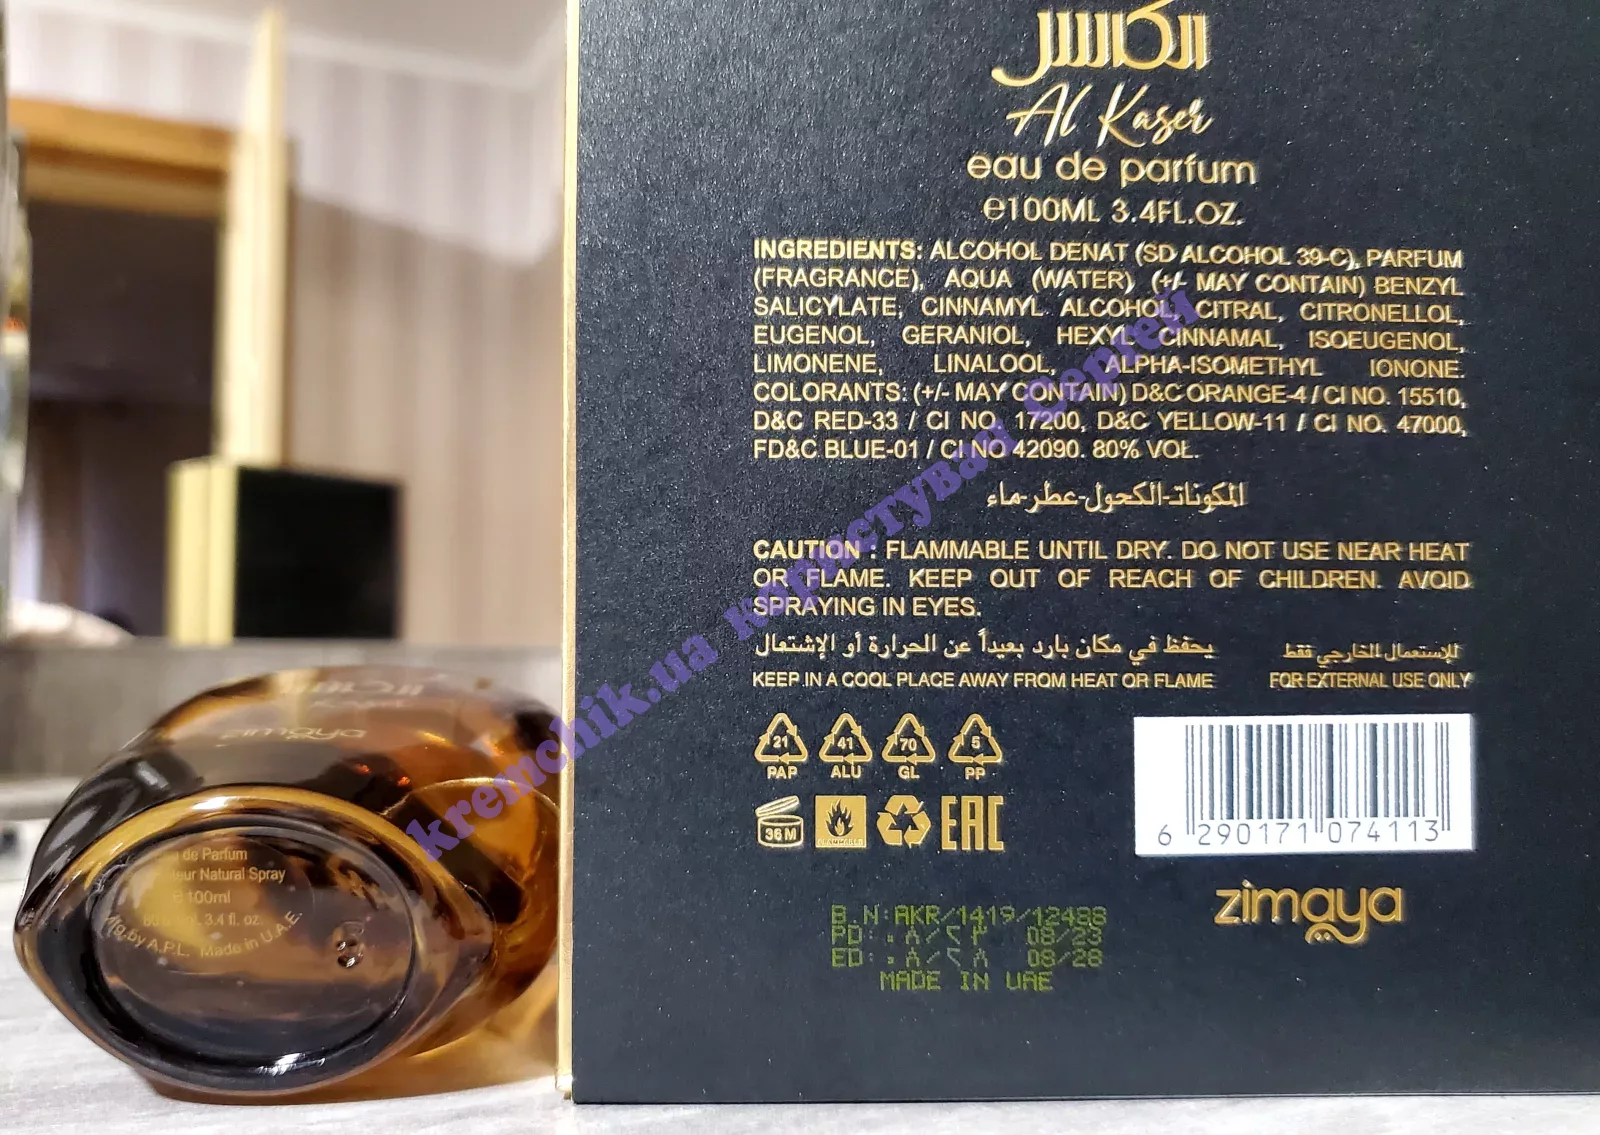 الكاسر
Al Kaser
eau de parfum
℮100ML 3.4FL.OZ.
INGREDIENTS: ALCOHOL DENAT (SD ALCOHOL 39-C), PARFUM
(FRAGRANCE), AQUA (WATER) (+/- MAY CONTAIN) BENZYL
SALICYLATE, CINNAMYL ALCOHOL, CITRAL, CITRONELLOL,
EUGENOL, GERANIOL, HEXYL CINNAMAL, ISOEUGENOL,
LIMONENE, LINALOOL, ALPHA-ISOMETHYL IONONE.
COLORANTS: (+/- MAY CONTAIN) D&C ORANGE-4 / CI NO. 15510,
D&C RED-33 / CI NO. 17200, D&C YELLOW-11 / CI NO. 47000,
FD&C BLUE-01 / CI NO 42090. 80% VOL.
المكونات-الكحول-عطر-ماء
CAUTION : FLAMMABLE UNTIL DRY. DO NOT USE NEAR HEAT
OR FLAME. KEEP OUT OF REACH OF CHILDREN. AVOID
SPRAYING IN EYES.
يحفظ في مكان بارد بعيداً عن الحرارة أو الإشتعال
للإستعمال الخارجي فقط
KEEP IN A COOL PLACE AWAY FROM HEAT OR FLAME
FOR EXTERNAL USE ONLY
21 41 70 5
PAP ALU GL PP
36 M
FLAMMABLE
EAC
6 290171 074113
zimaya
B.N:AKR/1419/12488
PD:٠٨/٢٣ 08/23
ED:٠٨/٢٨ 08/28
MADE IN UAE
de Parfum
Natural Spray
℮100ml
3.4 fl. oz.
Mfg.by A.P.L. Made in U.A.E.
zimaya
kremchik.ua користувач Сергей